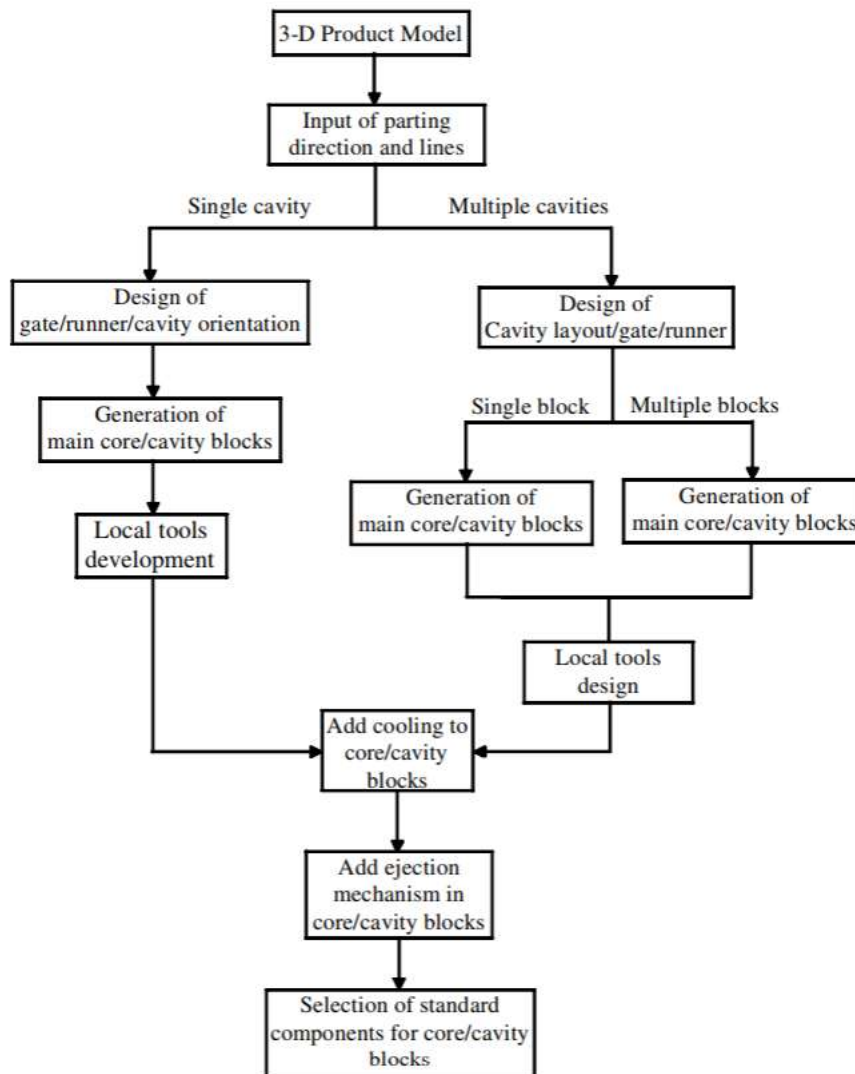 3-D Product Model
Input of parting
direction and lines
Single cavity
Multiple cavities
Design of
gate/runner/cavity orientation
Design of
Cavity layout/gate/runner
Generation of
main core/cavity blocks
Single block
Multiple blocks
Generation of
main core/cavity blocks
Generation of
main core/cavity blocks
Local tools
development
Local tools
design
Add cooling to
core/cavity
blocks
Add ejection
mechanism in
core/cavity blocks
Selection of standard
components for core/cavity
blocks